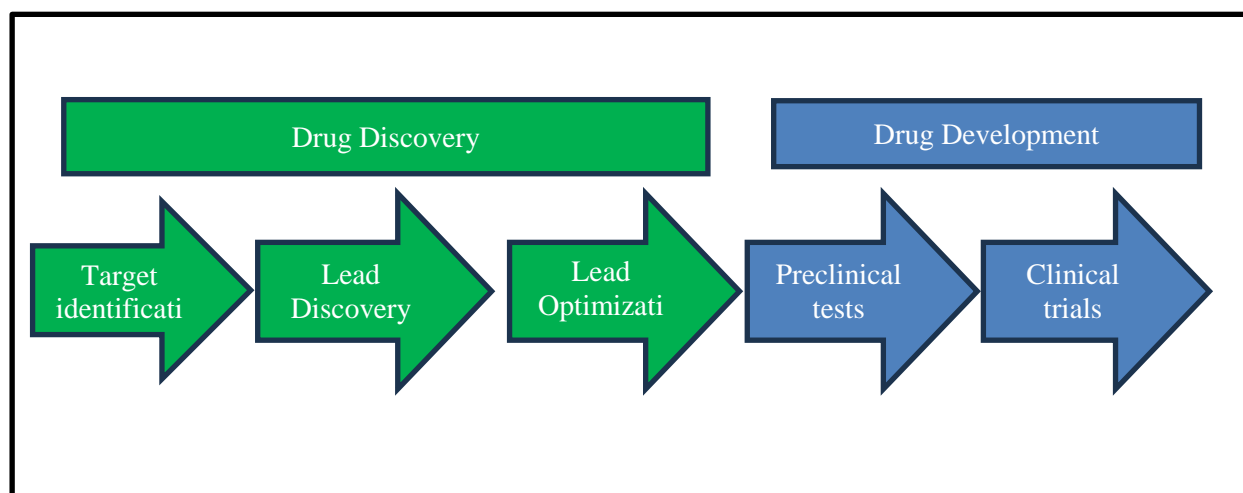 Drug Discovery
Drug Development
Target
identificati
Lead
Discovery
Lead
Optimizati
Preclinical
tests
Clinical
trials